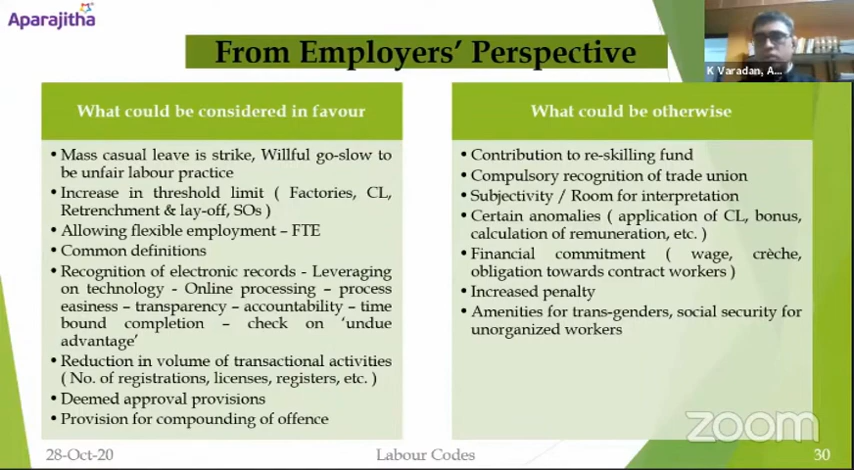 Aparajitha
From Employers' Perspective
K Varadan, A...
What could be considered in favour
• Mass casual leave is strike, Willful go-slow to
be unfair labour practice
• Increase in threshold limit ( Factories, CL,
Retrenchment & lay-off, SOs )
• Allowing flexible employment – FTE
• Common definitions
• Recognition of electronic records - Leveraging
on technology - Online processing – process
easiness – transparency – accountability – time
bound completion – check on 'undue
advantage'
• Reduction in volume of transactional activities
( No. of registrations, licenses, registers, etc. )
• Deemed approval provisions
• Provision for compounding of offence
What could be otherwise
• Contribution to re-skilling fund
• Compulsory recognition of trade union
• Subjectivity / Room for interpretation
• Certain anomalies ( application of CL, bonus,
calculation of remuneration, etc. )
• Financial commitment ( wage, crèche,
obligation towards contract workers )
• Increased penalty
• Amenities for trans-genders, social security for
unorganized workers
zoom
28-Oct-20
Labour Codes
30